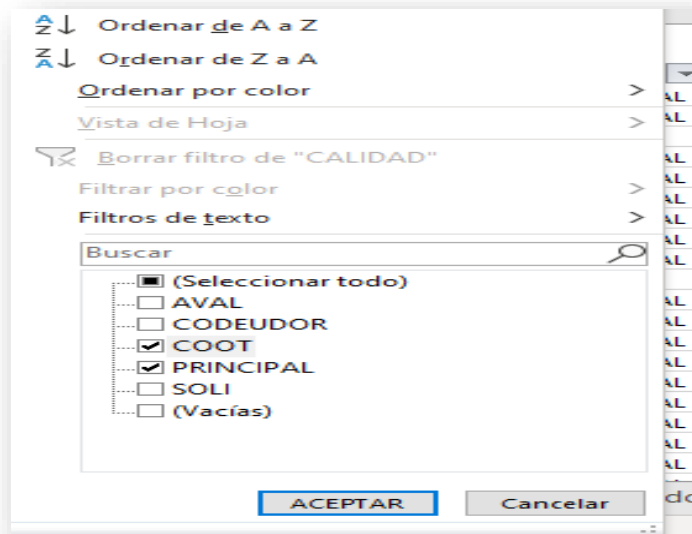 Ordenar de A a Z
Ordenar de Z a A
Ordenar por color
Vista de Hoja
Borrar filtro de "CALIDAD"
Filtrar por color
Filtros de texto
Buscar
(Seleccionar todo)
AVAL
CODEUDOR
COOT
PRINCIPAL
SOLI
(Vacías)
ACEPTAR Cancelar